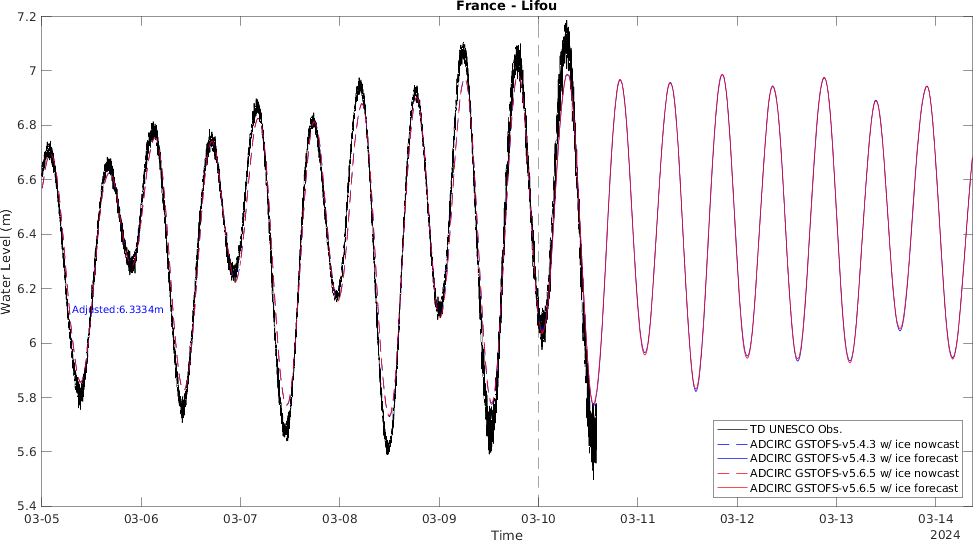 France - Lifou
7.2
7
6.8
6.6
6.4
6.2
6
5.8
5.6
5.4
Water Level (m)
Adjusted:6.3334m
TD UNESCO Obs.
ADCIRC GSTOFS-v5.4.3 w/ ice nowcast
ADCIRC GSTOFS-v5.4.3 w/ ice forecast
ADCIRC GSTOFS-v5.6.5 w/ ice nowcast
ADCIRC GSTOFS-v5.6.5 w/ ice forecast
03-05 03-06 03-07 03-08 03-09 03-10 03-11 03-12 03-13 03-14
2024
Time